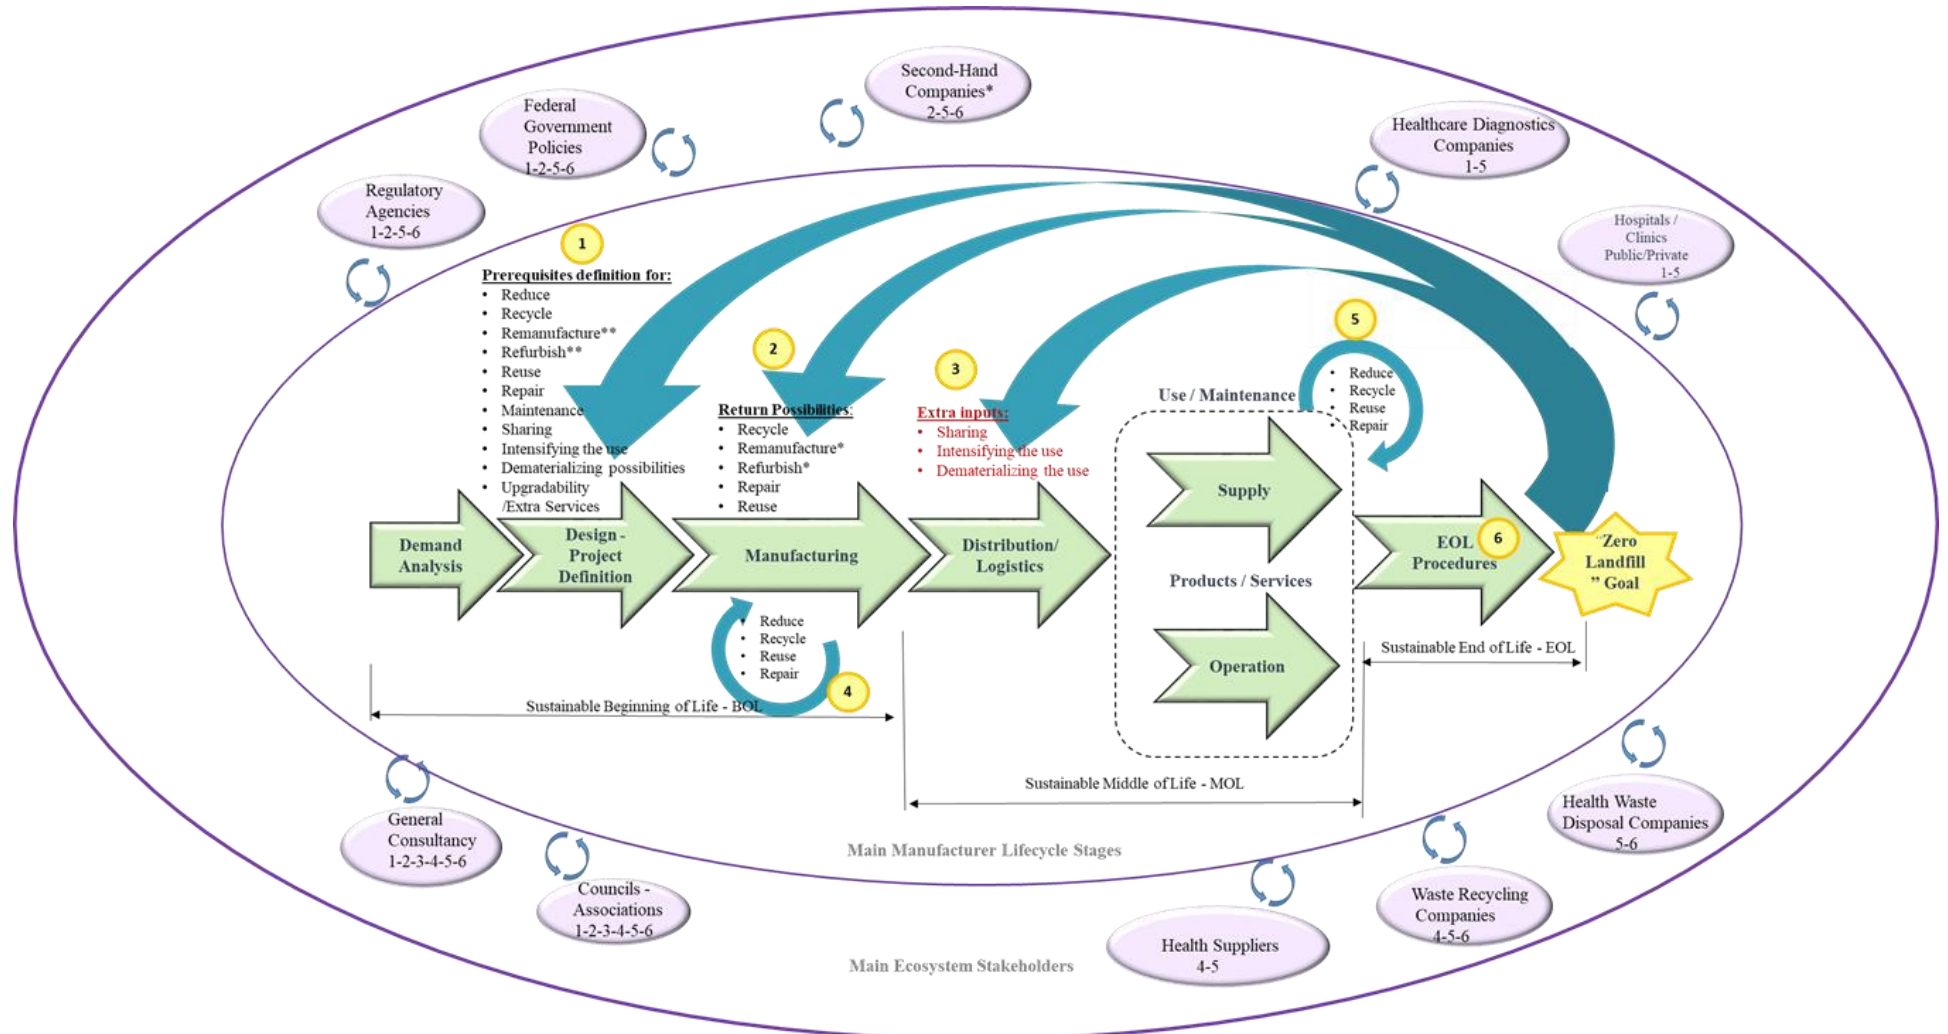 Second-Hand
Companies*
2-5-6
Federal
Government
Policies
1-2-5-6
Healthcare Diagnostics
Companies
1-5
Regulatory
Agencies
1-2-5-6
Hospitals /
Clinics
Public/Private
1-5
1
Prerequisites definition for:
• Reduce
• Recycle
• Remanufacture**
• Refurbish**
• Reuse
• Repair
• Maintenance
• Sharing
• Intensifying the use
• Dematerializing possibilities
• Upgradability
/Extra Services
2
Return Possibilities:
• Recycle
• Remanufacture*
• Refurbish*
• Repair
• Reuse
3
Extra inputs:
• Sharing
• Intensifying the use
• Dematerializing the use
5
• Reduce
• Recycle
• Reuse
• Repair
Use / Maintenance
Demand
Analysis
Design -
Project
Definition
Manufacturing
Distribution/
Logistics
Supply
Products / Services
Operation
EOL
Procedures
6
“Zero
Landfill
” Goal
• Reduce
• Recycle
• Reuse
• Repair
4
Sustainable Beginning of Life - BOL
Sustainable End of Life - EOL
Sustainable Middle of Life - MOL
Main Manufacturer Lifecycle Stages
General
Consultancy
1-2-3-4-5-6
Councils -
Associations
1-2-3-4-5-6
Health Waste
Disposal Companies
5-6
Waste Recycling
Companies
4-5-6
Health Suppliers
4-5
Main Ecosystem Stakeholders